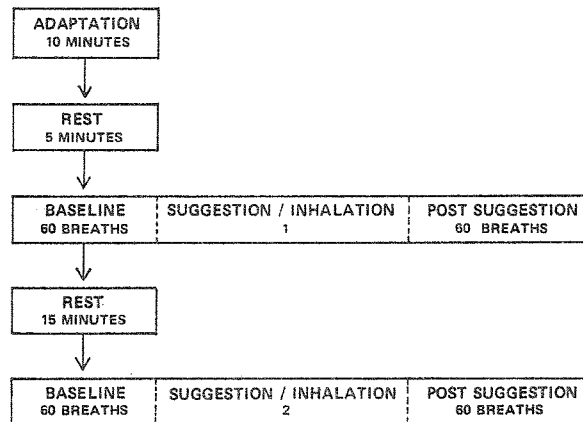 ADAPTATION
10 MINUTES
REST
5 MINUTES
BASELINE
60 BREATHS
SUGGESTION / INHALATION
1
POST SUGGESTION
60 BREATHS
REST
15 MINUTES
BASELINE
60 BREATHS
SUGGESTION / INHALATION
2
POST SUGGESTION
60 BREATHS